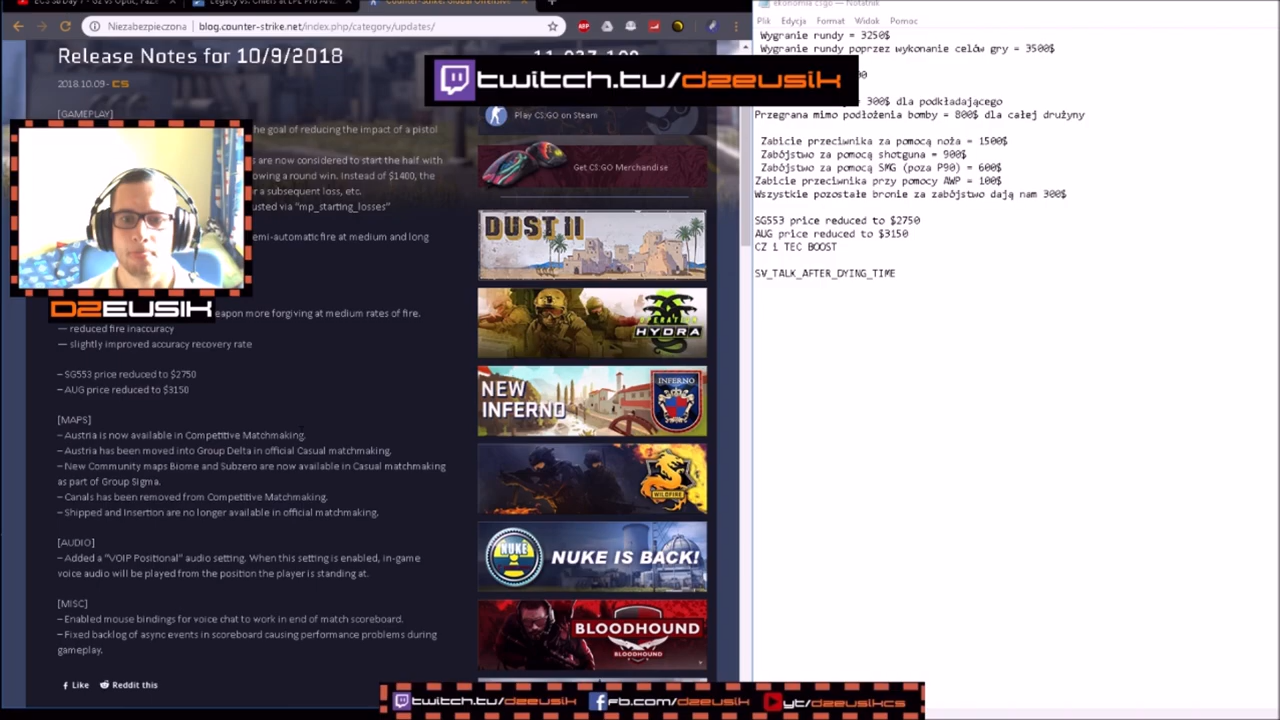 ekonomia csgo — Notatnik
Niezabezpieczona
blog.counter-strike.net/index.php/category/updates/
Plik Edycja Format Widok Pomoc
Release Notes for 10/9/2018
2018.10.09 - CS
twitch.tv/dzeusik
[GAMEPLAY]
he goal of reducing the impact of a pistol
s are now considered to start the half with
owing a round win. Instead of $1400, the
r a subsequent loss, etc.
usted via "mp_starting_losses"
emi-automatic fire at medium and long
DZEUSIK
eapon more forgiving at medium rates of fire.
— reduced fire inaccuracy
— slightly improved accuracy recovery rate
– SG553 price reduced to $2750
– AUG price reduced to $3150
[MAPS]
– Austria is now available in Competitive Matchmaking.
– Austria has been moved into Group Delta in official Casual matchmaking.
– New Community maps Biome and Subzero are now available in Casual matchmaking
as part of Group Sigma.
– Canals has been removed from Competitive Matchmaking.
– Shipped and Insertion are no longer available in official matchmaking.
[AUDIO]
– Added a "VOIP Positional" audio setting. When this setting is enabled, in-game
voice audio will be played from the position the player is standing at.
[MISC]
– Enabled mouse bindings for voice chat to work in end of match scoreboard.
– Fixed backlog of async events in scoreboard causing performance problems during
gameplay.
Like Reddit this
Play CS:GO on Steam
Get CS:GO Merchandise
DUST II
OPERATION
HYDRA
NEW
INFERNO
INFERNO
WILDFIRE
NUKE
NUKE IS BACK!
BLOODHOUND
BLOODHOUND
Wygranie rundy = 3250$
Wygranie rundy poprzez wykonanie celów gry = 3500$
00
300$ dla podkładającego
Przegrana mimo podłożenia bomby = 800$ dla całej drużyny
Zabicie przeciwnika za pomocą noża = 1500$
Zabójstwo za pomocą shotguna = 900$
Zabójstwo za pomocą SMG (poza P90) = 600$
Zabicie przeciwnika przy pomocy AWP = 100$
Wszystkie pozostałe bronie za zabójstwo dają nam 300$
SG553 price reduced to $2750
AUG price reduced to $3150
CZ i TEC BOOST
SV_TALK_AFTER_DYING_TIME
twitch.tv/dzeusik fb.com/dzeusik yt/dzeusikcs